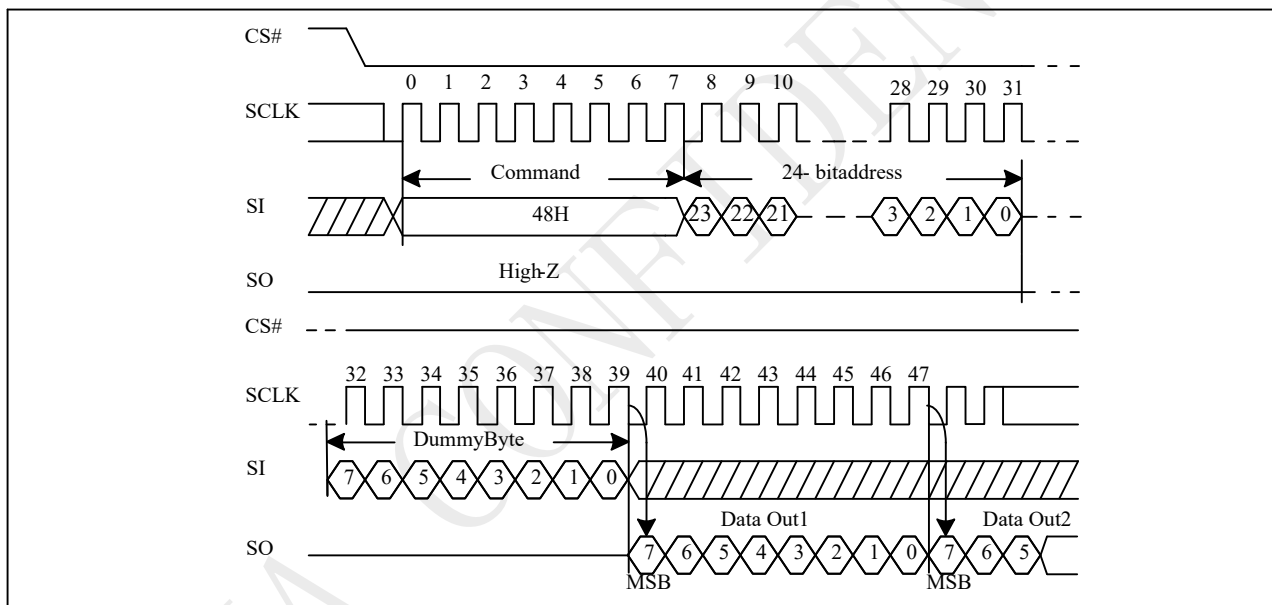 CS#
0 1 2 3 4 5 6 7 8 9 10 28 29 30 31
SCLK
Command 24- bitaddress
SI 48H 23 22 21 3 2 1 0
High-Z
SO
CS#
32 33 34 35 36 37 38 39 40 41 42 43 44 45 46 47
SCLK
DummyByte
SI 7 6 5 4 3 2 1 0
Data Out1 Data Out2
SO 7 6 5 4 3 2 1 0 7 6 5
MSB MSB
CONFIDEN